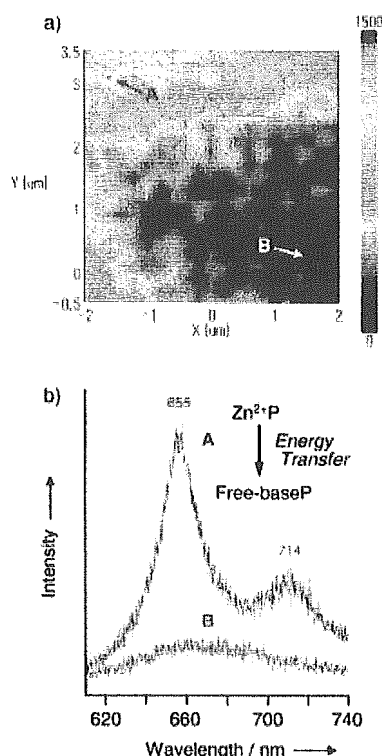 a)
1500
3.5
3
A
2
Y [um]
1
B
0
-0.5
-2 -1 0 1 2
X [um]
0
b)
655
Zn²⁺P
A
Energy
Transfer
Free-baseP
714
B
Intensity
620 660 700 740
Wavelength / nm